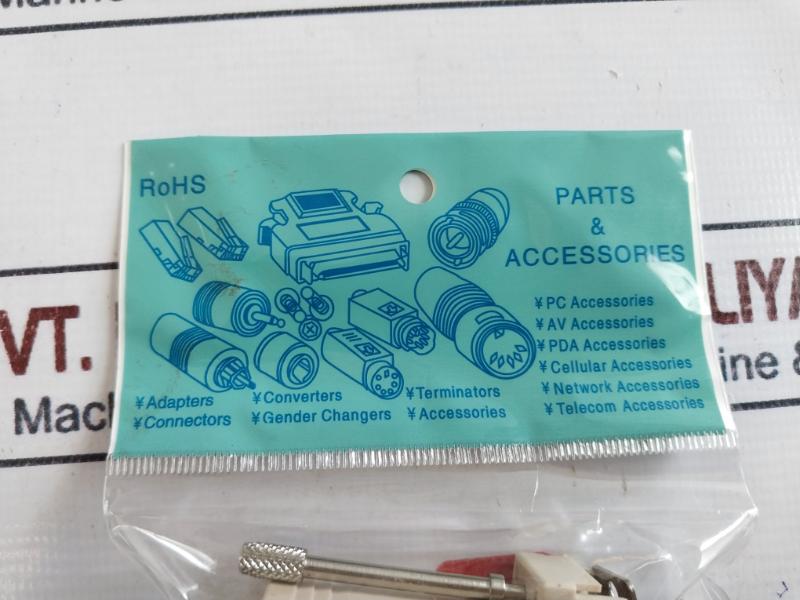 RoHS
PARTS
&
ACCESSORIES
¥ PC Accessories
¥ AV Accessories
¥ PDA Accessories
¥ Cellular Accessories
¥ Network Accessories
¥ Telecom Accessories
¥ Adapters
¥ Connectors
¥ Converters
¥ Gender Changers
¥ Terminators
¥ Accessories
VT.
LIYA
Mach
ine &